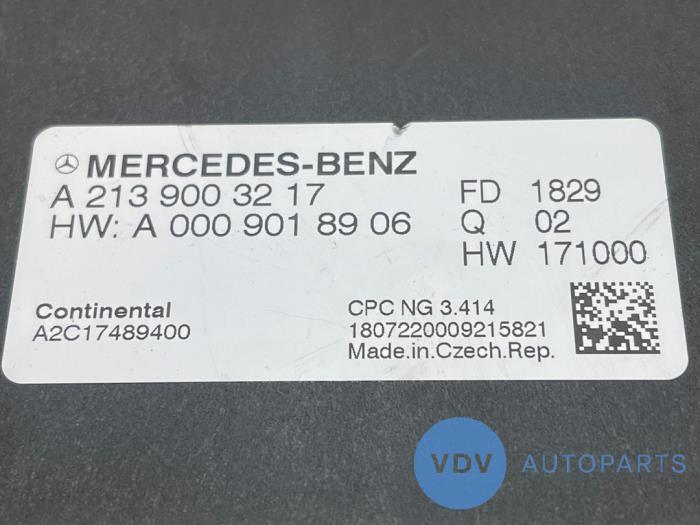 MERCEDES-BENZ
A 213 900 32 17
HW: A 000 901 89 06
FD 1829
Q 02
HW 171000
Continental
A2C17489400
CPC NG 3.414
1807220009215821
Made.in.Czech.Rep.
VDV AUTOPARTS